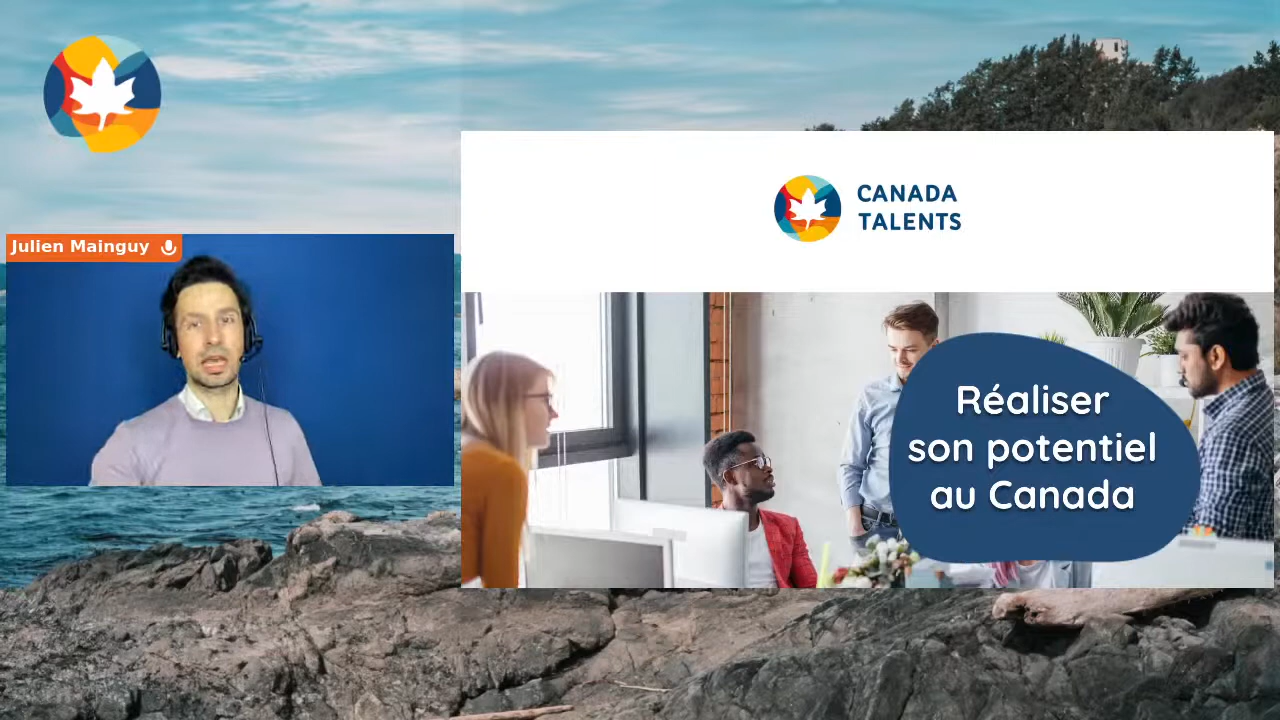 Julien Mainguy
CANADA
TALENTS
Réaliser
son potentiel
au Canada